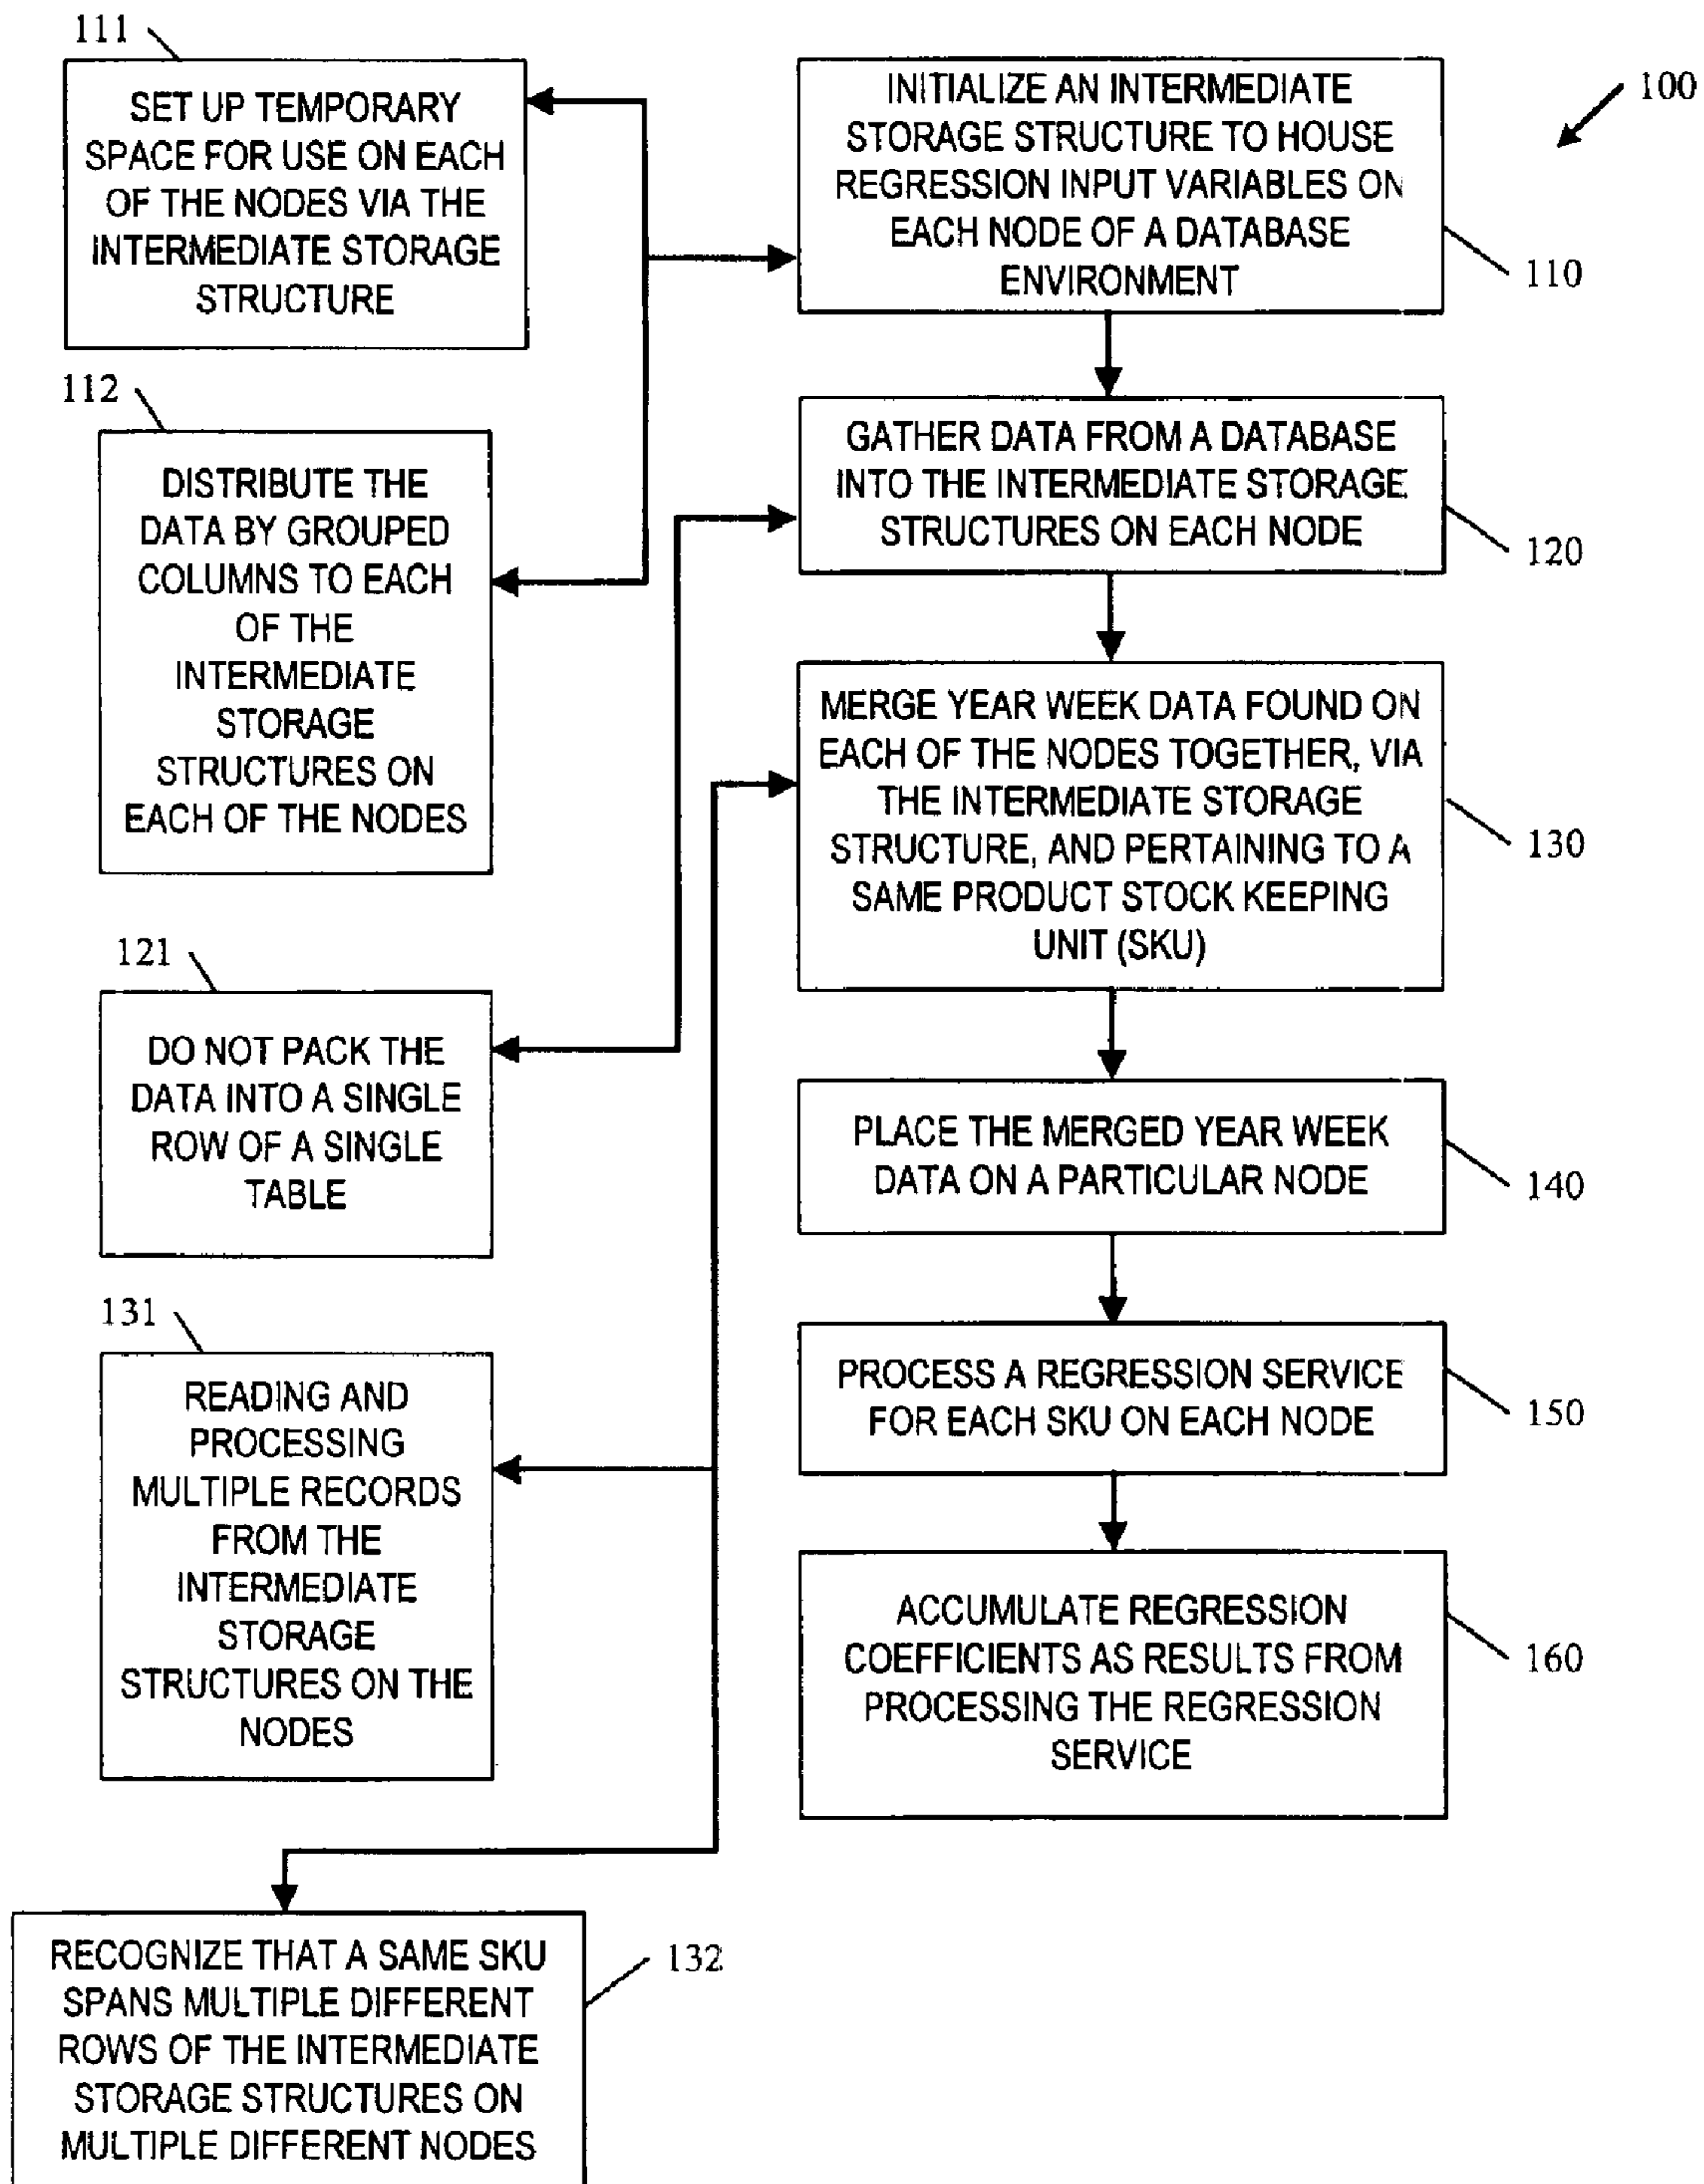 111
SET UP TEMPORARY
SPACE FOR USE ON EACH
OF THE NODES VIA THE
INTERMEDIATE STORAGE
STRUCTURE
112
DISTRIBUTE THE
DATA BY GROUPED
COLUMNS TO EACH
OF THE
INTERMEDIATE
STORAGE
STRUCTURES ON
EACH OF THE NODES
121
DO NOT PACK THE
DATA INTO A SINGLE
ROW OF A SINGLE
TABLE
131
READING AND
PROCESSING
MULTIPLE RECORDS
FROM THE
INTERMEDIATE
STORAGE
STRUCTURES ON THE
NODES
RECOGNIZE THAT A SAME SKU
SPANS MULTIPLE DIFFERENT
ROWS OF THE INTERMEDIATE
STORAGE STRUCTURES ON
MULTIPLE DIFFERENT NODES
132
100
INITIALIZE AN INTERMEDIATE
STORAGE STRUCTURE TO HOUSE
REGRESSION INPUT VARIABLES ON
EACH NODE OF A DATABASE
ENVIRONMENT
110
GATHER DATA FROM A DATABASE
INTO THE INTERMEDIATE STORAGE
STRUCTURES ON EACH NODE
120
MERGE YEAR WEEK DATA FOUND ON
EACH OF THE NODES TOGETHER, VIA
THE INTERMEDIATE STORAGE
STRUCTURE, AND PERTAINING TO A
SAME PRODUCT STOCK KEEPING
UNIT (SKU)
130
PLACE THE MERGED YEAR WEEK
DATA ON A PARTICULAR NODE
140
PROCESS A REGRESSION SERVICE
FOR EACH SKU ON EACH NODE
150
ACCUMULATE REGRESSION
COEFFICIENTS AS RESULTS FROM
PROCESSING THE REGRESSION
SERVICE
160